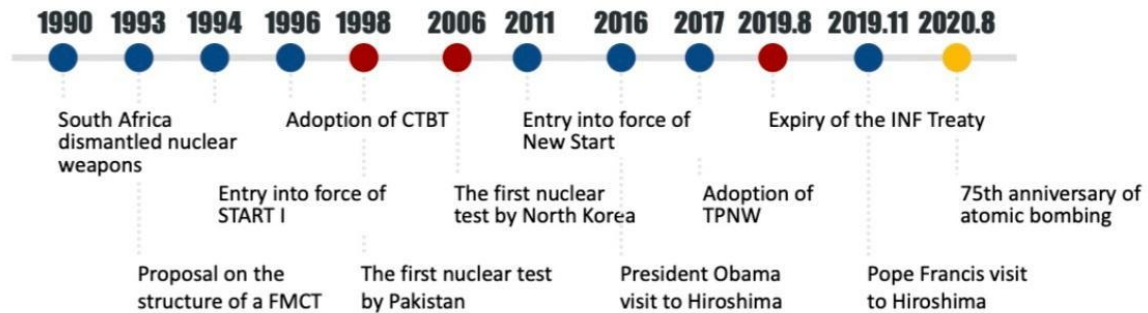 1990 1993 1994 1996 1998 2006 2011 2016 2017 2019.8 2019.11 2020.8
South Africa
dismantled nuclear
weapons
Adoption of CTBT
Entry into force of
New Start
Expiry of the INF Treaty
Entry into force of
START I
The first nuclear
test by North Korea
Adoption of
TPNW
75th anniversary of
atomic bombing
Proposal on the
structure of a FMCT
The first nuclear test
by Pakistan
President Obama
visit to Hiroshima
Pope Francis visit
to Hiroshima